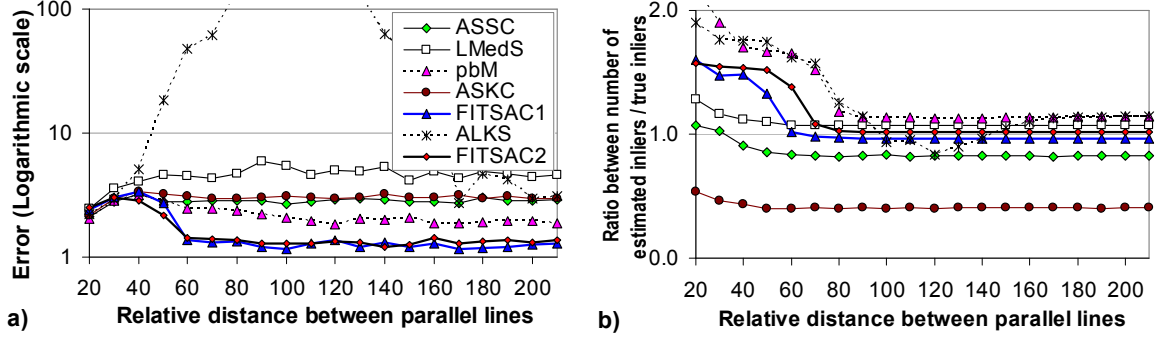 Error (Logarithmic scale)
100
10
1
20 40 60 80 100 120 140 160 180 200
Relative distance between parallel lines
a)
ASSC
LMedS
pbM
ASKC
FITSAC1
ALKS
FITSAC2
Ratio between number of
estimated inliers / true inliers
2.0
1.0
0.0
20 40 60 80 100 120 140 160 180 200
Relative distance between parallel lines
b)